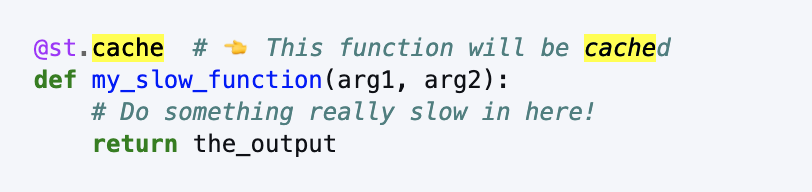 @st.cache  # 👈 This function will be cached
def my_slow_function(arg1, arg2):
    # Do something really slow in here!
    return the_output